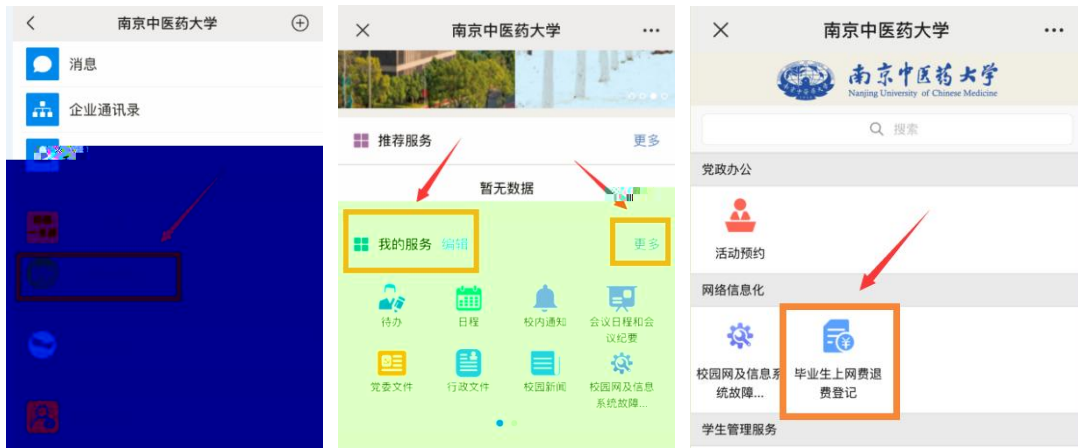 南京中医药大学
消息
企业通讯录
南京中医药大学
推荐服务
更多
暂无数据
我的服务 编辑
更多
待办
日程
校内通知
会议日程和会
议纪要
党委文件
行政文件
校园新闻
校园网及信息
系统故障...
南京中医药大学
南京中医药大学
Nanjing University of Chinese Medicine
搜索
党政办公
活动预约
网络信息化
校园网及信息系
统故障...
毕业生上网费退
费登记
学生管理服务